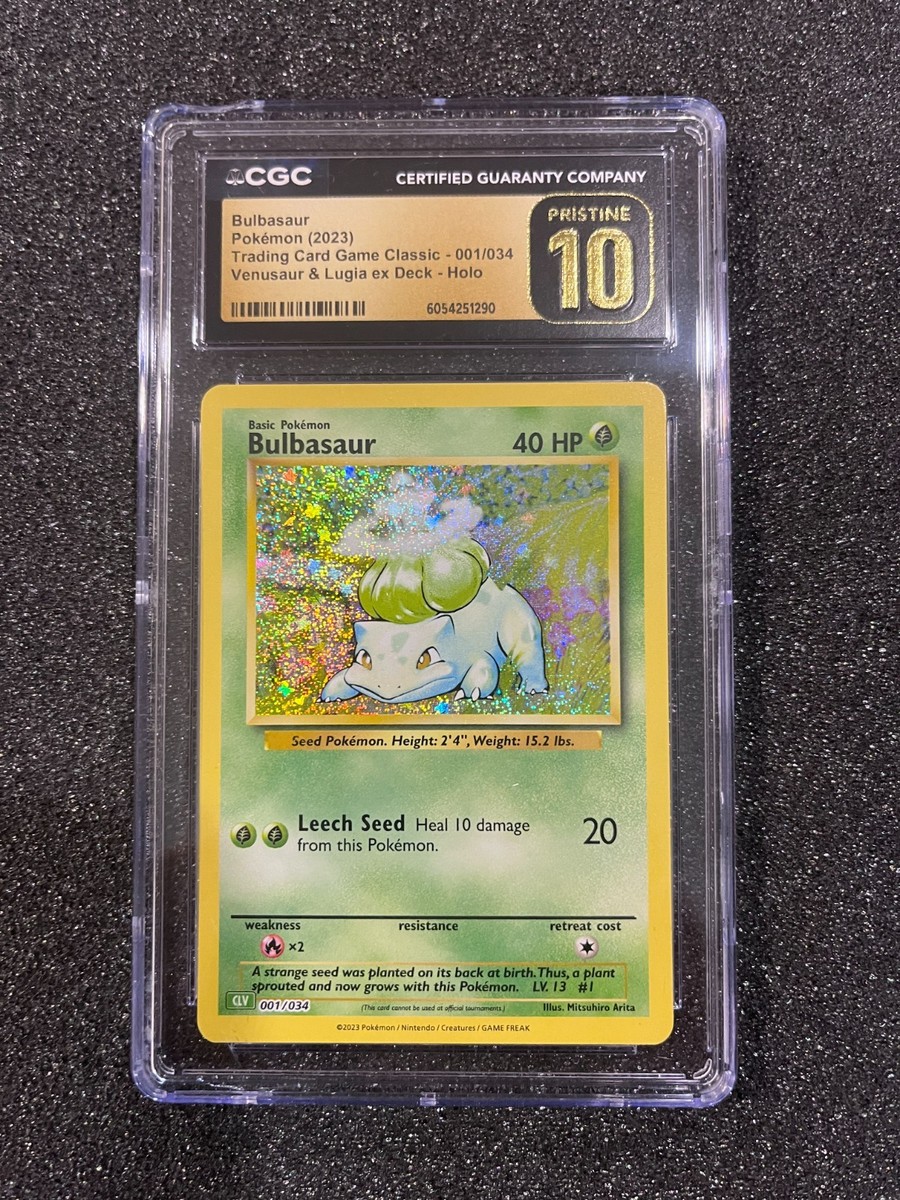 CGC CERTIFIED GUARANTY COMPANY
Bulbasaur
Pokémon (2023)
Trading Card Game Classic - 001/034
Venusaur & Lugia ex Deck - Holo
6054251290
PRISTINE
10
Basic Pokémon
Bulbasaur 40 HP
Seed Pokémon. Height: 2'4", Weight: 15.2 lbs.
Leech Seed Heal 10 damage 20
from this Pokémon.
weakness resistance retreat cost
×2
A strange seed was planted on its back at birth. Thus, a plant
sprouted and now grows with this Pokémon. LV. 13 #1
CLV 001/034 (This card cannot be used at official tournaments.) Illus. Mitsuhiro Arita
©2023 Pokémon / Nintendo / Creatures / GAME FREAK